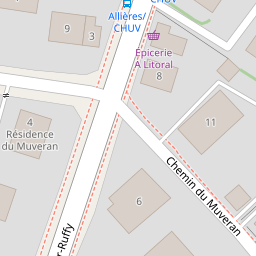 Allières/
CHUV
9
3
Epicerie
A Litoral
8
11
4
Résidence
du Muveran
Chemin du Muveran
6
r-Ruffy